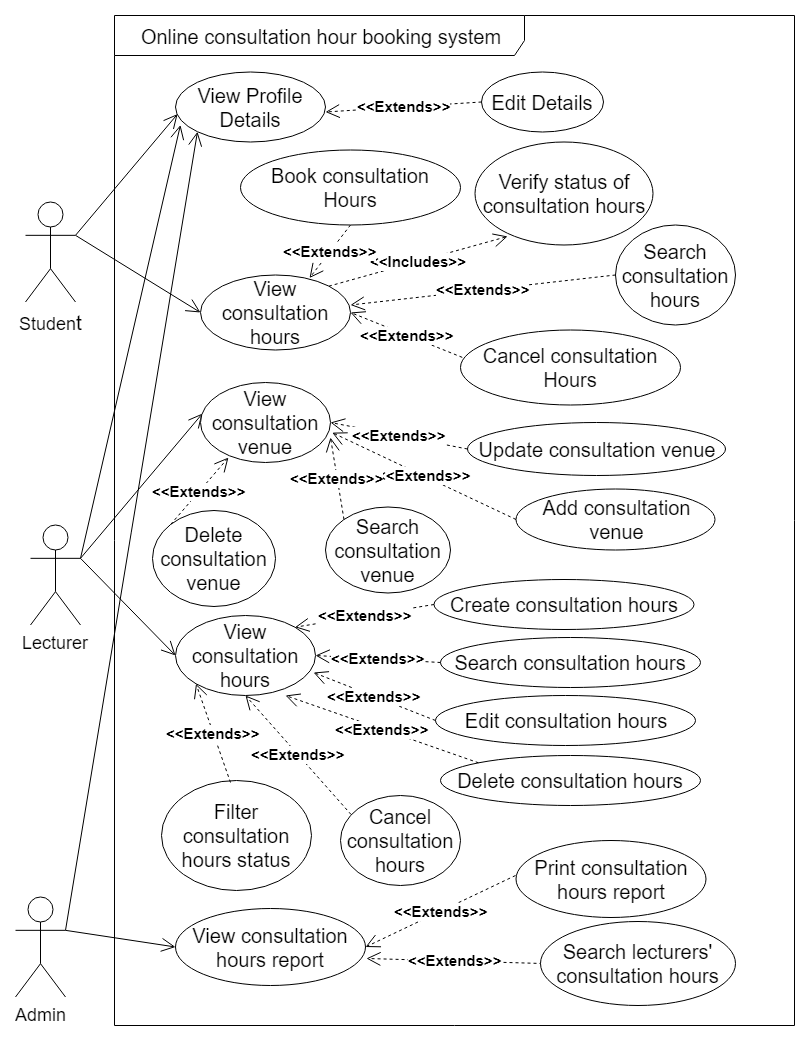 Online consultation hour booking system
View Profile
Details
<<Extends>>
Edit Details
Book consultation
Hours
Verify status of
consultation hours
<<Extends>>
<<Includes>>
Search
consultation
hours
<<Extends>>
View
consultation
hours
Student
<<Extends>>
Cancel consultation
Hours
View
consultation
venue
<<Extends>>
Update consultation venue
<<Extends>>
<<Extends>>
<<Extends>>
Add consultation
venue
Delete
consultation
venue
Search
consultation
venue
Lecturer
View
consultation
hours
<<Extends>>
Create consultation hours
<<Extends>>
Search consultation hours
<<Extends>>
Edit consultation hours
<<Extends>>
<<Extends>>
<<Extends>>
Delete consultation hours
Filter
consultation
hours status
Cancel
consultation
hours
Print consultation
hours report
<<Extends>>
View consultation
hours report
<<Extends>>
Search lecturers'
consultation hours
Admin